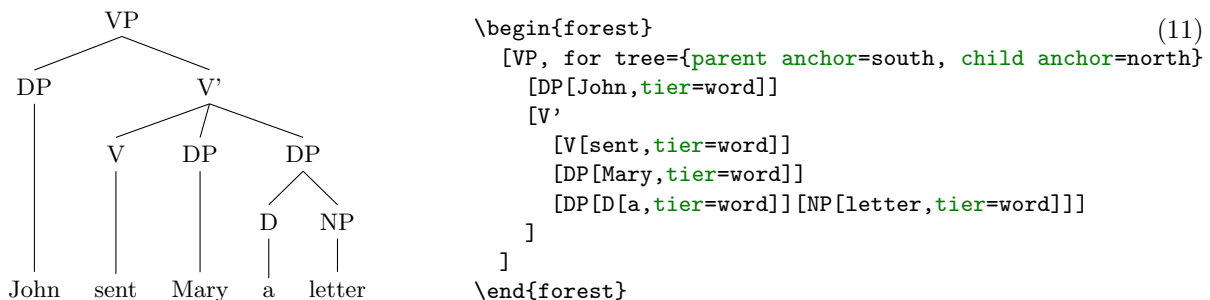 VP
DP V’
V DP DP
D NP
John sent Mary a letter
\begin{forest} (11)
[VP, for tree={parent anchor=south, child anchor=north}
[DP[John,tier=word]]
[V’
[V[sent,tier=word]]
[DP[Mary,tier=word]]
[DP[D[a,tier=word]][NP[letter,tier=word]]]
]
]
\end{forest}